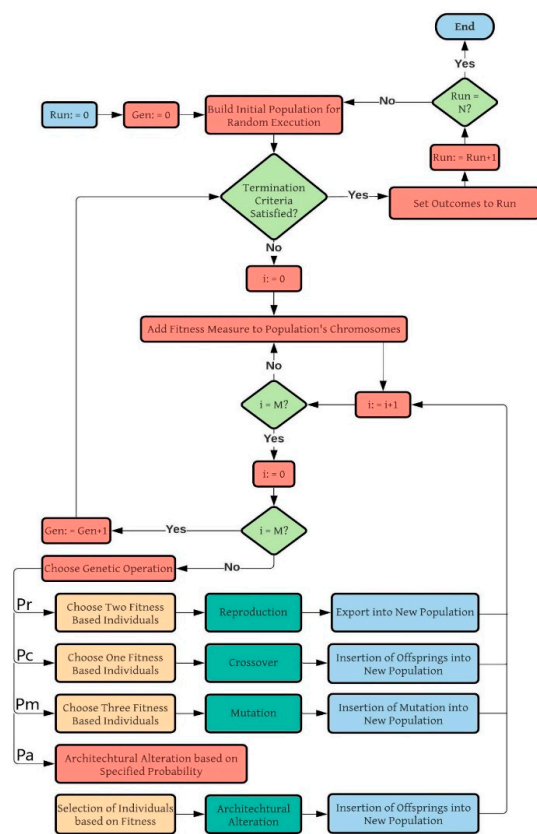 End
Yes
Run =
N?
No
Run: = 0
Gen: = 0
Build Initial Population for
Random Execution
Run: = Run+1
Termination
Criteria
Satisfied?
Yes
Set Outcomes to Run
No
i: = 0
Add Fitness Measure to Population's Chromosomes
No
i = M?
i: = i+1
Yes
i: = 0
i = M?
Yes
Gen: = Gen+1
No
Choose Genetic Operation
Pr
Choose Two Fitness
Based Individuals
Reproduction
Export into New Population
Pc
Choose One Fitness
Based Individuals
Crossover
Insertion of Offsprings into
New Population
Pm
Choose Three Fitness
Based Individuals
Mutation
Insertion of Mutation into
New Population
Pa
Architechtural Alteration based on
Specified Probability
Selection of Individuals
based on Fitness
Architechtural
Alteration
Insertion of Offsprings into
New Population